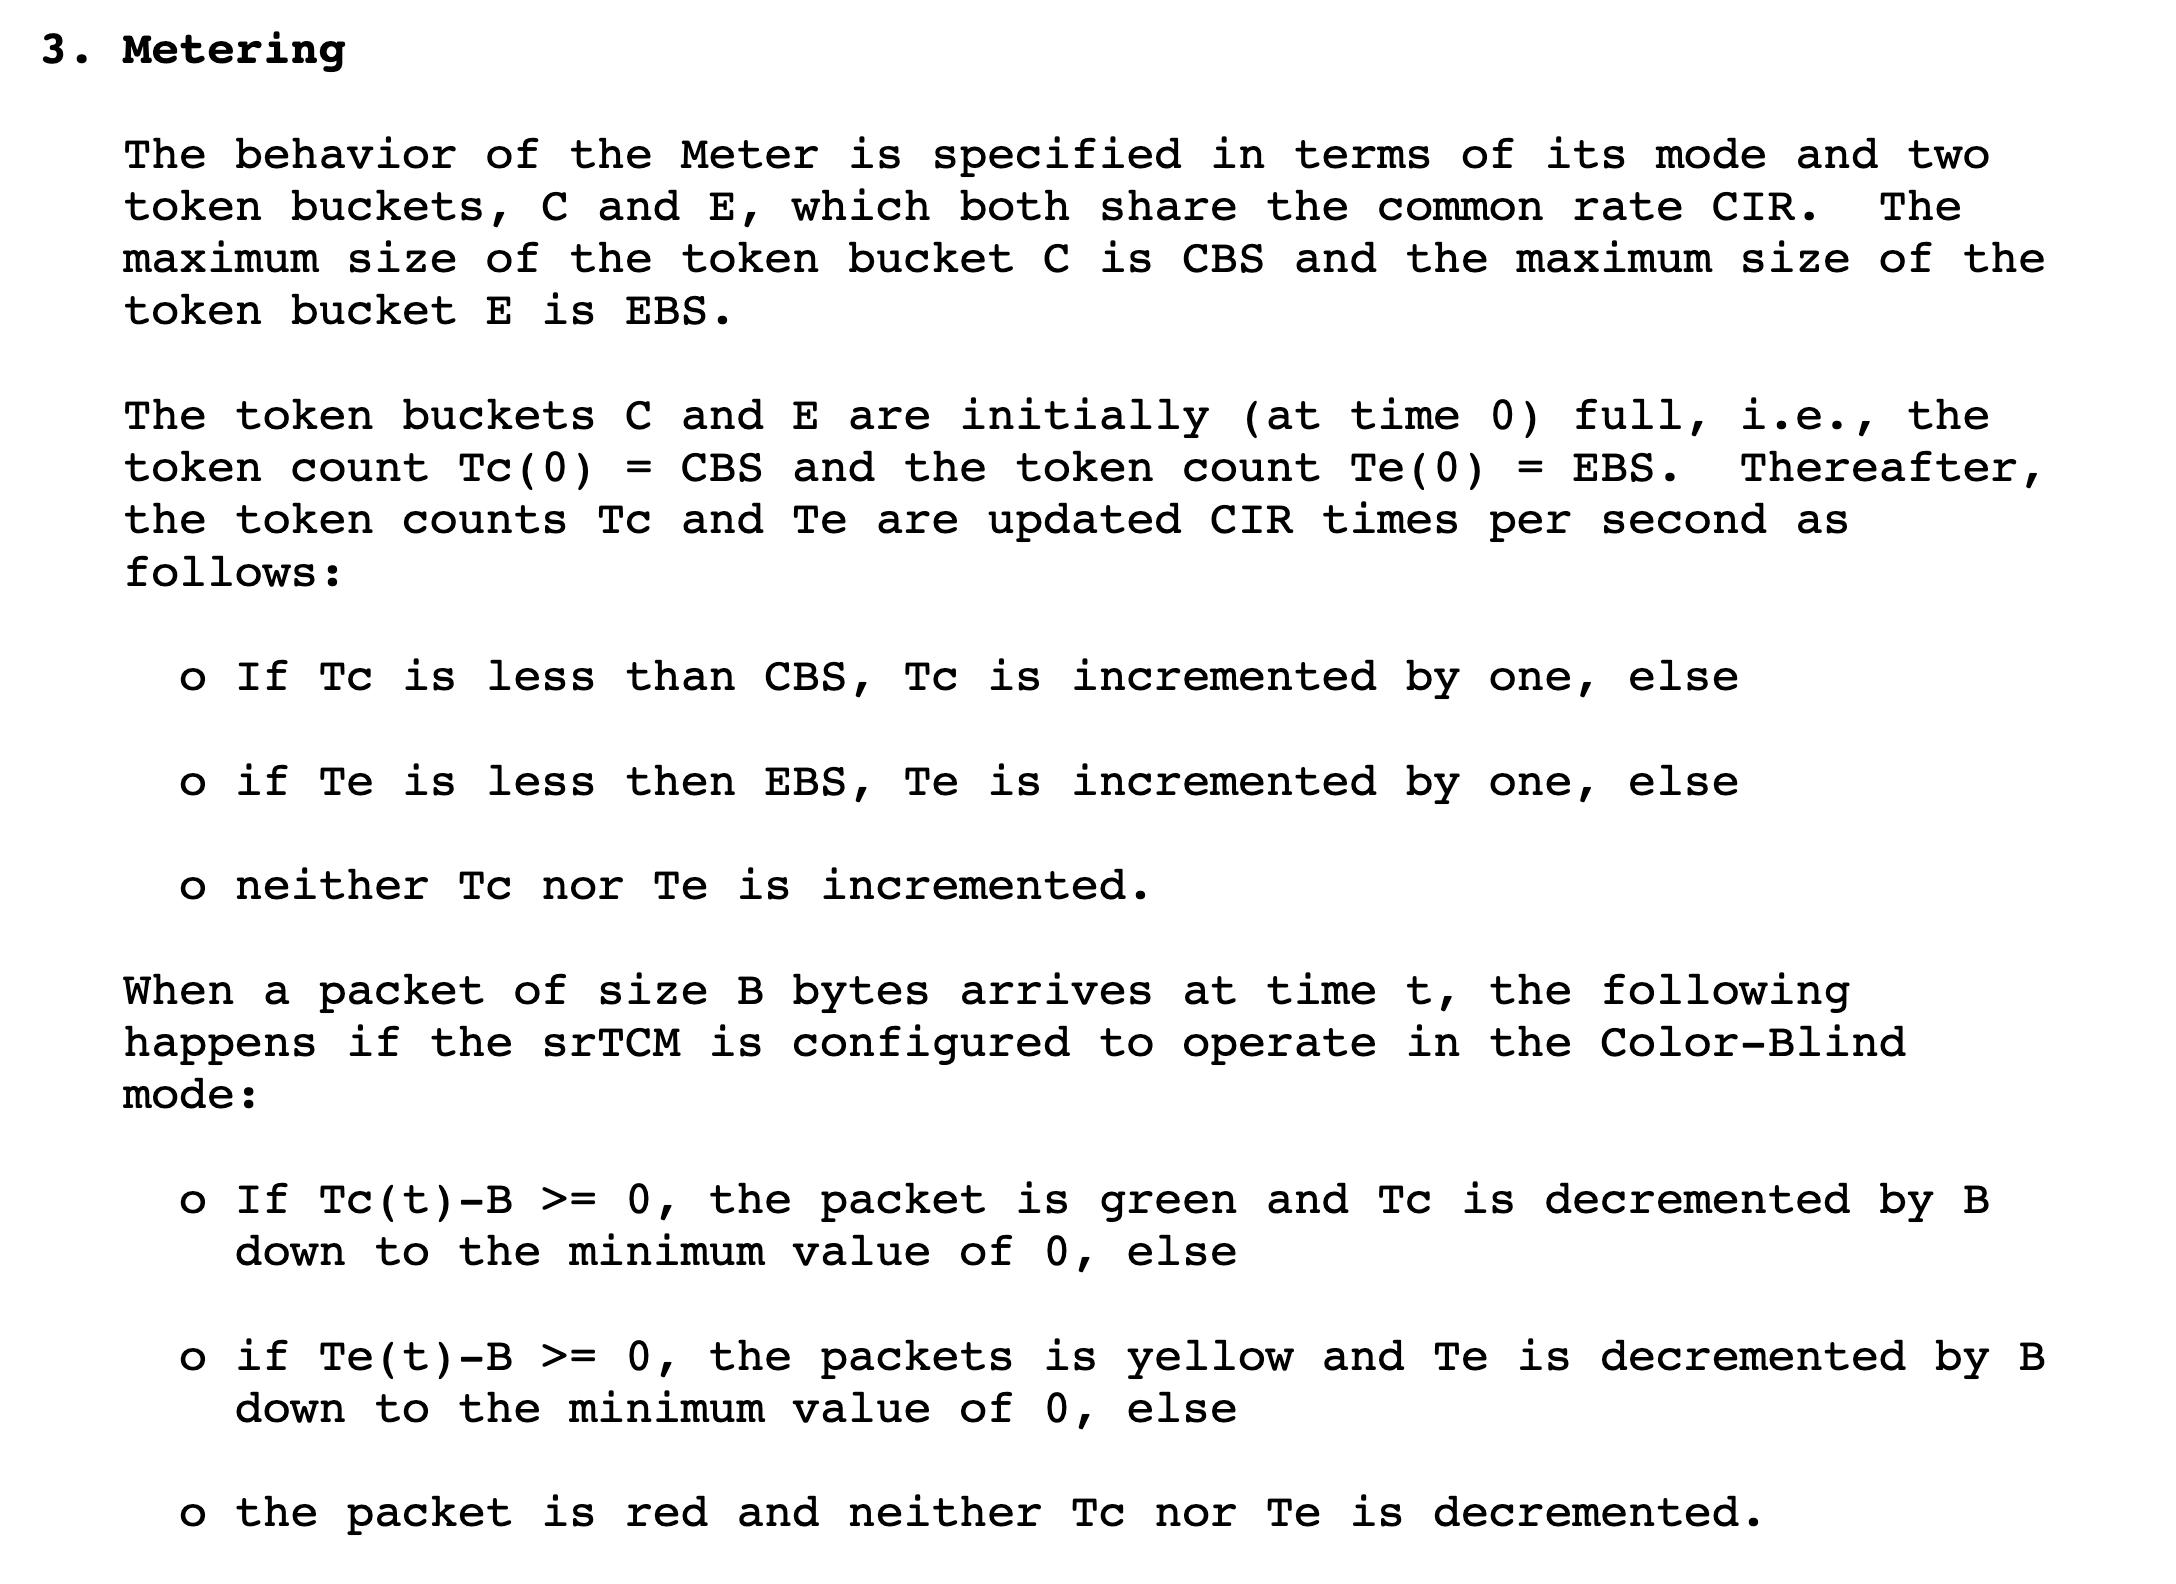 3. Metering
The behavior of the Meter is specified in terms of its mode and two
token buckets, C and E, which both share the common rate CIR.  The
maximum size of the token bucket C is CBS and the maximum size of the
token bucket E is EBS.
The token buckets C and E are initially (at time 0) full, i.e., the
token count Tc(0) = CBS and the token count Te(0) = EBS.  Thereafter,
the token counts Tc and Te are updated CIR times per second as
follows:
o If Tc is less than CBS, Tc is incremented by one, else
o if Te is less then EBS, Te is incremented by one, else
o neither Tc nor Te is incremented.
When a packet of size B bytes arrives at time t, the following
happens if the srTCM is configured to operate in the Color-Blind
mode:
o If Tc(t)-B >= 0, the packet is green and Tc is decremented by B
down to the minimum value of 0, else
o if Te(t)-B >= 0, the packets is yellow and Te is decremented by B
down to the minimum value of 0, else
o the packet is red and neither Tc nor Te is decremented.